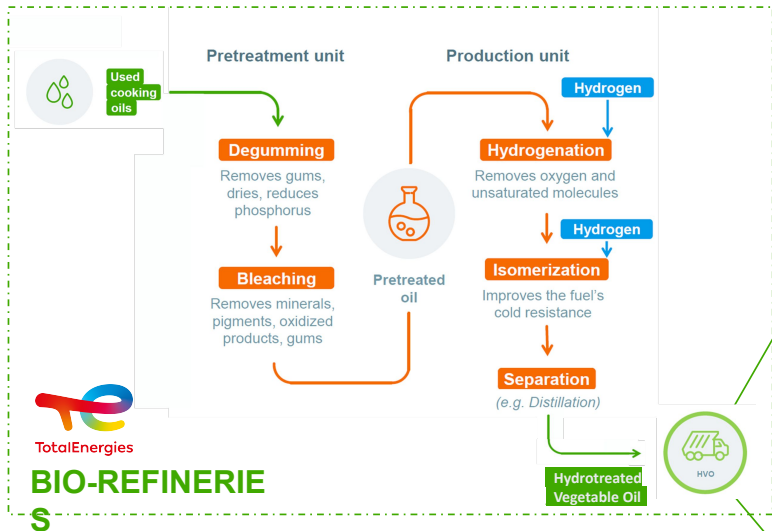 Pretreatment unit
Production unit
Used
cooking
oils
Hydrogen
Degumming
Removes gums,
dries, reduces
phosphorus
Hydrogenation
Removes oxygen and
unsaturated molecules
Hydrogen
Bleaching
Removes minerals,
pigments, oxidized
products, gums
Pretreated
oil
Isomerization
Improves the fuel's
cold resistance
Separation
(e.g. Distillation)
TotalEnergies
BIO-REFINERIE
S
Hydrotreated
Vegetable Oil
HVO